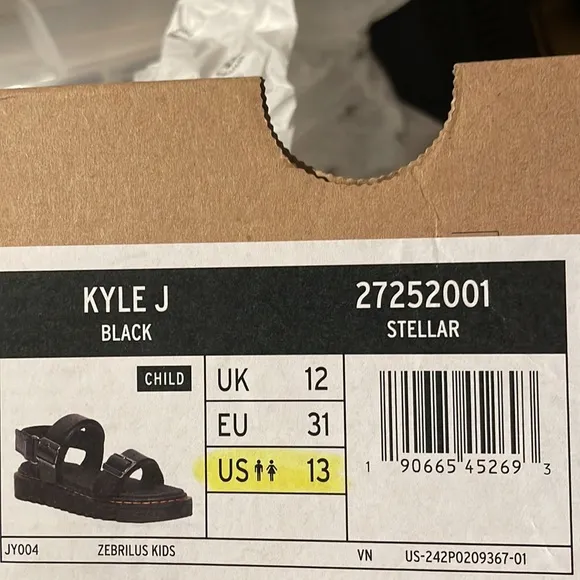 KYLE J 27252001
BLACK STELLAR
CHILD
UK 12
EU 31
US 13
1 90665 45269 3
JY004 ZEBRILUS KIDS VN US-242P0209367-01